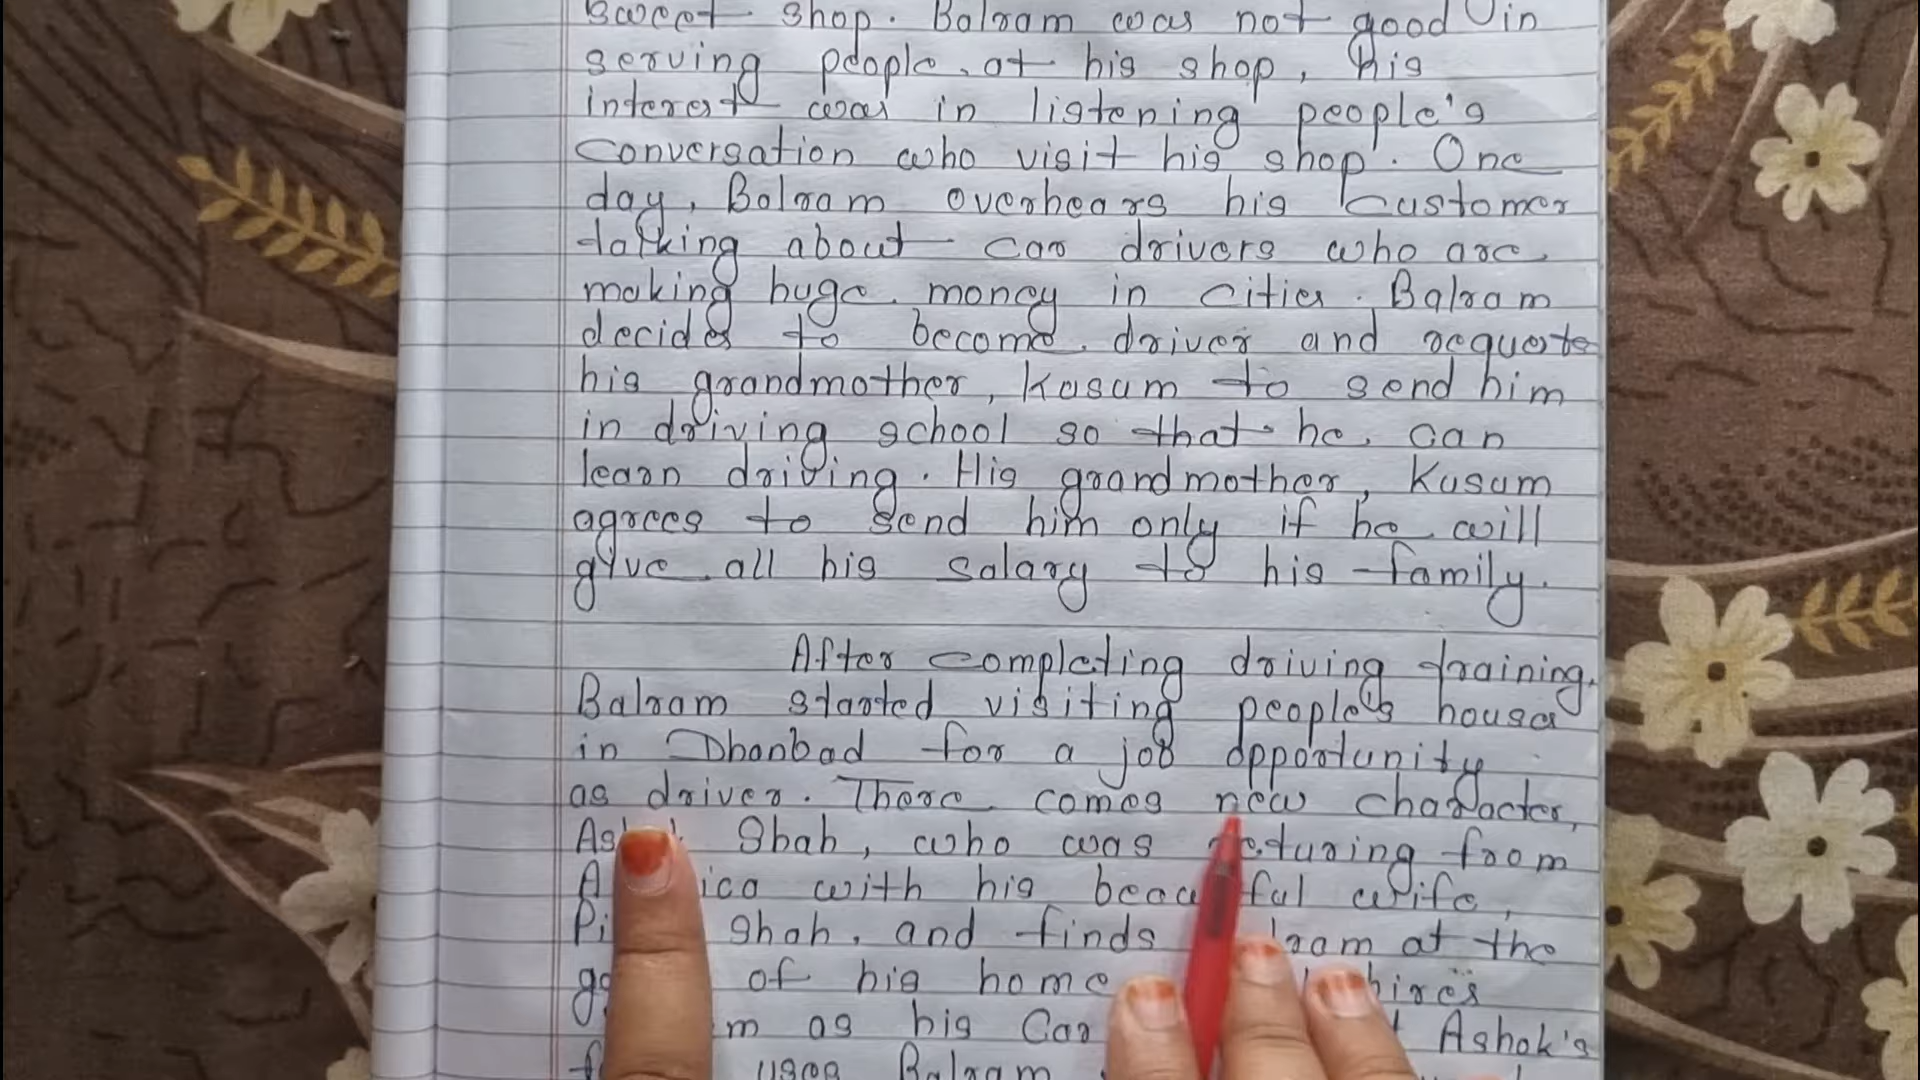 Sweet shop. Balram was not good in
serving people at his shop, his
interest was in listening people's
conversation who visit his shop. One
day, Balram overhears his customer
talking about car drivers who are
making huge money in cities. Balram
decides to become driver and requests
his grandmother, Kusum to send him
in driving school so that he can
learn driving. His grandmother, Kusum
agrees to send him only if he will
give all his salary to his family.
After completing driving training,
Balram started visiting people's houses
in Dhanbad for a job opportunity
as driver. There comes new character,
Shah, who was from
with his wife,
Shah, and finds at the
of his home hires
as his Car Ashok's
uses Balram